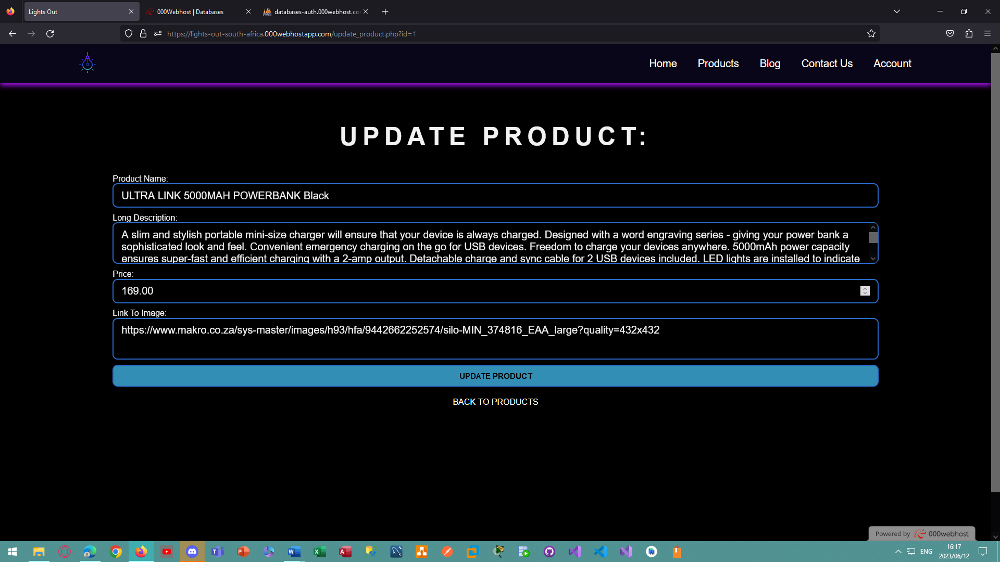 Lights Out
000Webhost | Databases
databases-auth.000webhost.co
https://lights-out-south-africa.000webhostapp.com/update_product.php?id=1
Home
Products
Blog
Contact Us
Account
UPDATE PRODUCT:
Product Name:
ULTRA LINK 5000MAH POWERBANK Black
Long Description:
A slim and stylish portable mini-size charger will ensure that your device is always charged. Designed with a word engraving series - giving your power bank a
sophisticated look and feel. Convenient emergency charging on the go for USB devices. Freedom to charge your devices anywhere. 5000mAh power capacity
ensures super-fast and efficient charging with a 2-amp output. Detachable charge and sync cable for 2 USB devices included. LED lights are installed to indicate
Price:
169.00
Link To Image:
https://www.makro.co.za/sys-master/images/h93/hfa/9442662252574/silo-MIN_374816_EAA_large?quality=432x432
UPDATE PRODUCT
BACK TO PRODUCTS
Powered by 000webhost
ENG
16:17
2023/06/12